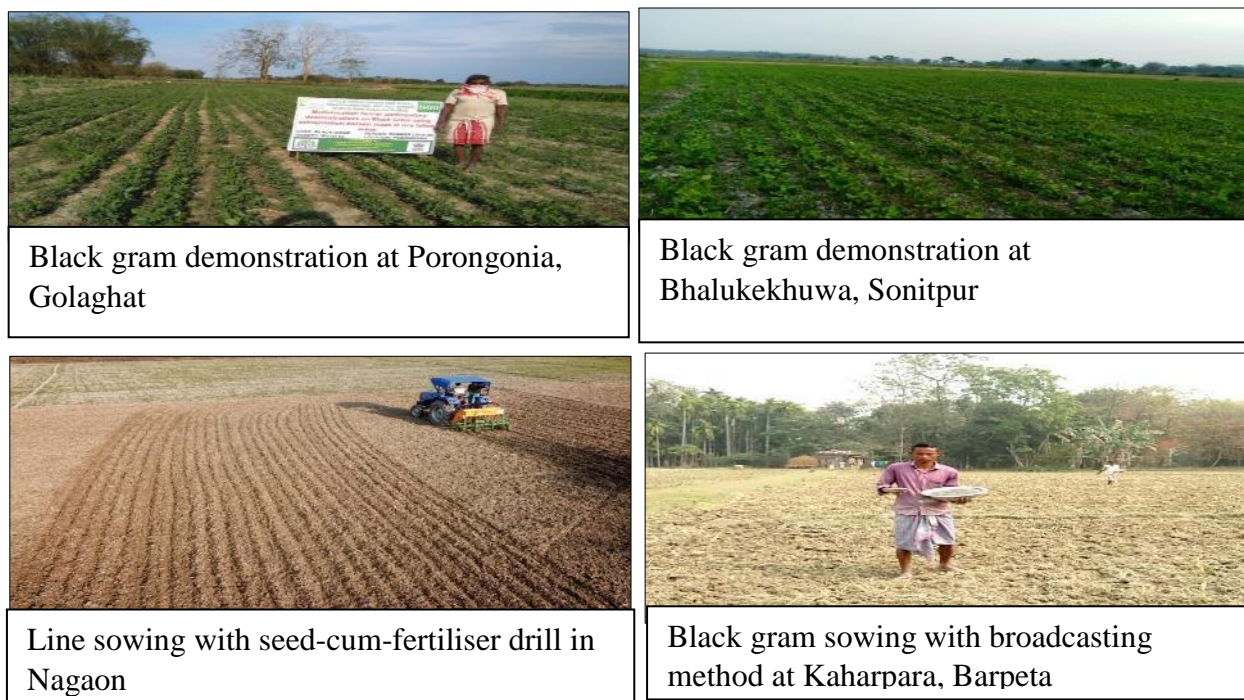 Black gram demonstration at Porongonia,
Golaghat
Black gram demonstration at
Bhalukekhuwa, Sonitpur
Line sowing with seed-cum-fertiliser drill in
Nagaon
Black gram sowing with broadcasting
method at Kaharpara, Barpeta